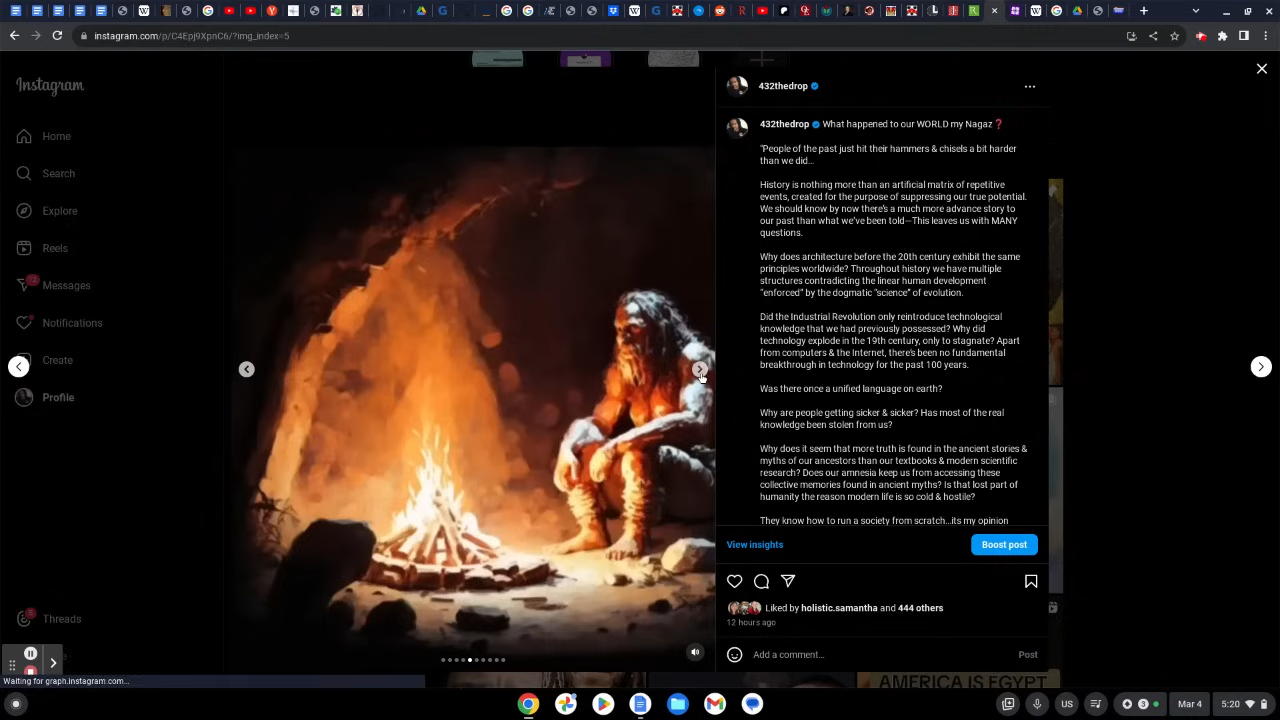 instagram.com/p/C4Epj9XpnC6/?img_index=5
Instagram
Home
Search
Explore
Reels
Messages
Notifications
Create
Profile
Threads
432thedrop
432thedrop What happened to our WORLD my Nagaz❓
"People of the past just hit their hammers & chisels a bit harder
than we did…
History is nothing more than an artificial matrix of repetitive
events, created for the purpose of suppressing our true potential.
We should know by now there's a much more advance story to
our past than what we've been told—This leaves us with MANY
questions.
Why does architecture before the 20th century exhibit the same
principles worldwide? Throughout history we have multiple
structures contradicting the linear human development
"enforced" by the dogmatic "science" of evolution.
Did the Industrial Revolution only reintroduce technological
knowledge that we had previously possessed? Why did
technology explode in the 19th century, only to stagnate? Apart
from computers & the Internet, there's been no fundamental
breakthrough in technology for the past 100 years.
Was there once a unified language on earth?
Why are people getting sicker & sicker? Has most of the real
knowledge been stolen from us?
Why does it seem that more truth is found in the ancient stories &
myths of our ancestors than our textbooks & modern scientific
research? Does our amnesia keep us from accessing these
collective memories found in ancient myths? Is that lost part of
humanity the reason modern life is so cold & hostile?
They know how to run a society from scratch…its my opinion
View insights
Boost post
Liked by holistic.samantha and 444 others
12 hours ago
Add a comment…
Post
AMERICA IS EGYPT
Waiting for graph.instagram.com…
US
3
Mar 4
5:20